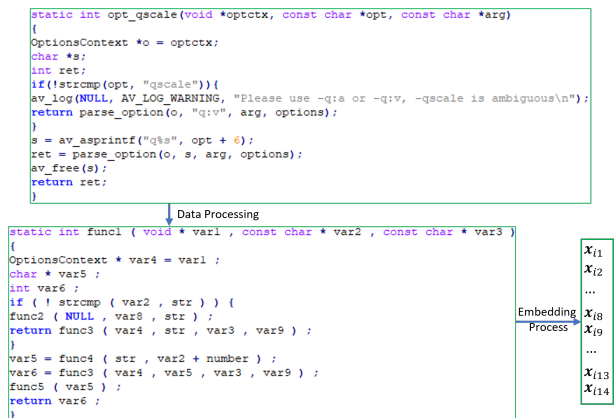 static int opt_qscale(void *optctx, const char *opt, const char *arg)
{
OptionsContext *o = optctx;
char *s;
int ret;
if(!strcmp(opt, "qscale")){
av_log(NULL, AV_LOG_WARNING, "Please use -q:a or -q:v, -qscale is ambiguous\n");
return parse_option(o, "q:v", arg, options);
}
s = av_asprintf("q%s", opt + 6);
ret = parse_option(o, s, arg, options);
av_free(s);
return ret;
}
Data Processing
static int func1 ( void * var1 , const char * var2 , const char * var3 )
{
OptionsContext * var4 = var1 ;
char * var5 ;
int var6 ;
if ( ! strcmp ( var2 , str ) ) {
func2 ( NULL , var8 , str ) ;
return func3 ( var4 , str , var3 , var9 ) ;
}
var5 = func4 ( str , var2 + number ) ;
var6 = func3 ( var4 , var5 , var3 , var9 ) ;
func5 ( var5 ) ;
return var6 ;
}
Embedding
Process
x_i1
x_i2
...
x_i8
x_i9
...
x_i13
x_i14